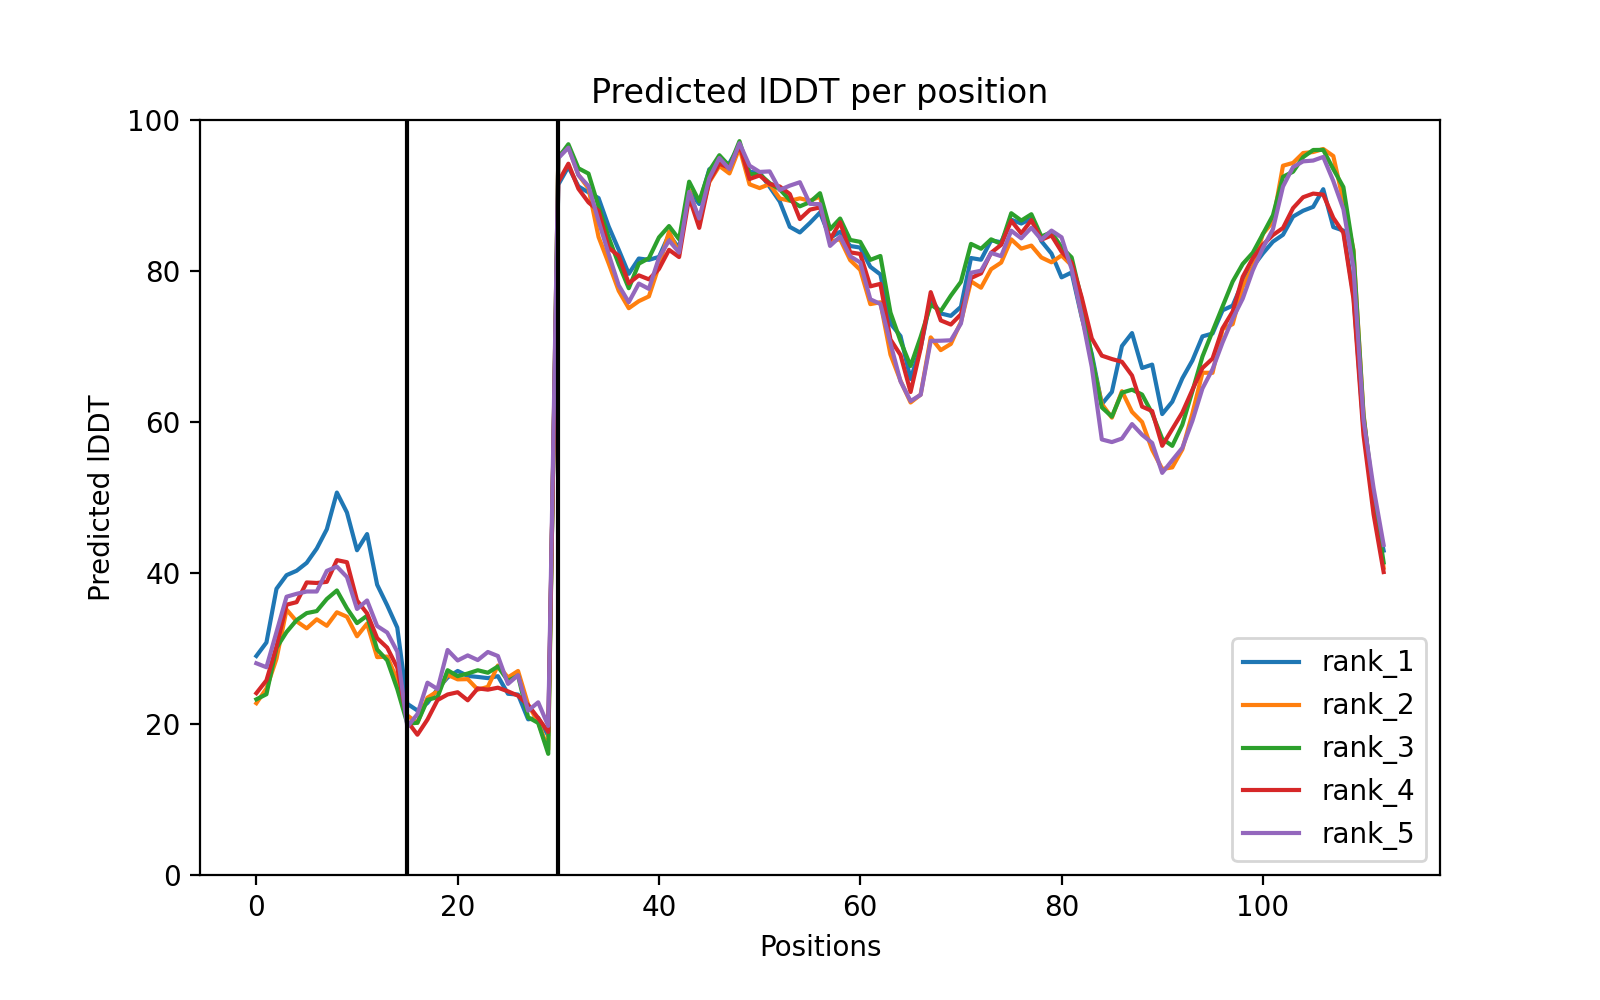 Predicted lDDT per position
100
80
60
40
20
0
Predicted lDDT
0 20 40 60 80 100
Positions
rank_1
rank_2
rank_3
rank_4
rank_5